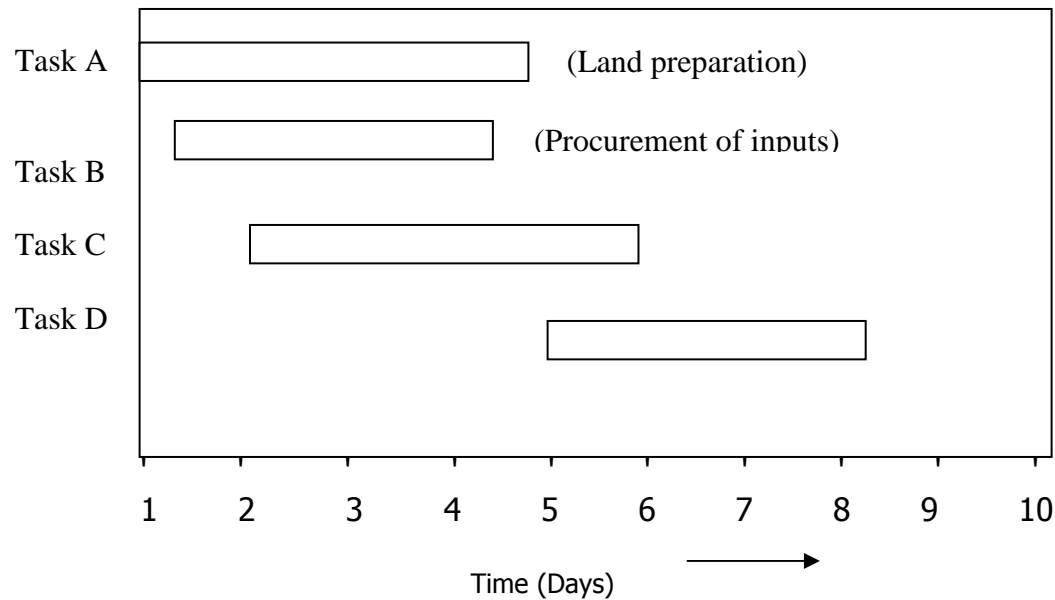 Task A (Land preparation)
(Procurement of inputs)
Task B
Task C
Task D
1 2 3 4 5 6 7 8 9 10
Time (Days)